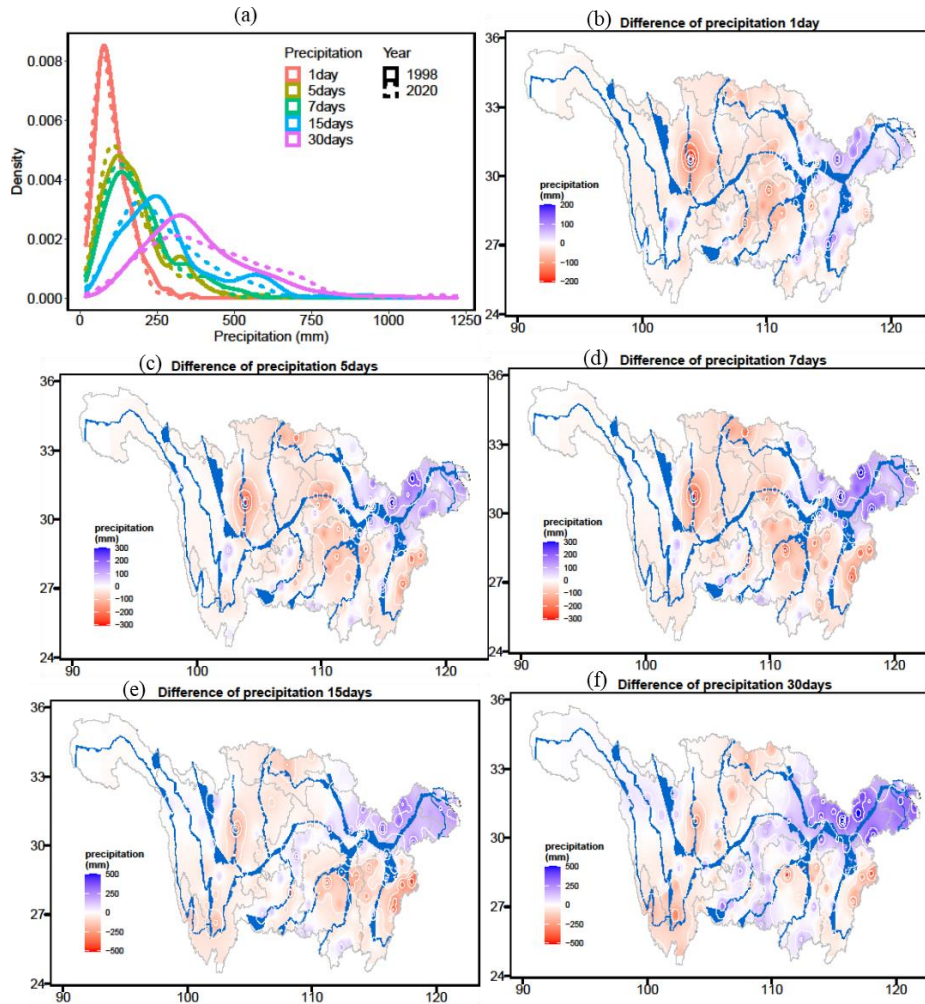 (a)
Precipitation
1day
5days
7days
15days
30days
Year
1998
2020
Density
0.008
0.006
0.004
0.002
0.000
0 250 500 750 1000 1250
Precipitation (mm)
(b)
Difference of precipitation 1day
36
33
30
27
24
precipitation
(mm)
200
100
0
−100
−200
90 100 110 120
(c)
Difference of precipitation 5days
36
33
30
27
24
precipitation
(mm)
300
200
100
0
−100
−200
−300
90 100 110 120
(d)
Difference of precipitation 7days
36
33
30
27
24
precipitation
(mm)
300
200
100
0
−100
−200
−300
90 100 110 120
(e)
Difference of precipitation 15days
36
33
30
27
24
precipitation
(mm)
500
250
0
−250
−500
90 100 110 120
(f)
Difference of precipitation 30days
36
33
30
27
24
precipitation
(mm)
500
250
0
−250
−500
90 100 110 120